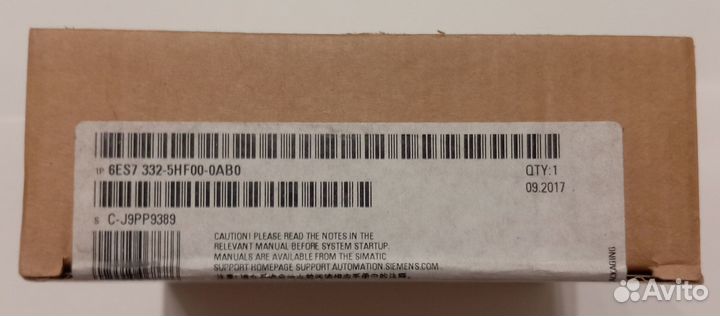 1P 6ES7 332-5HF00-0AB0
QTY:1
09.2017
S C-J9PP9389
CAUTION! PLEASE READ THE NOTES IN THE
RELEVANT MANUAL BEFORE SYSTEM STARTUP.
MANUALS ARE AVAILABLE FROM THE SIMATIC
SUPPORT HOMEPAGE SUPPORT.AUTOMATION.SIEMENS.COM
PACKAGING
Avito